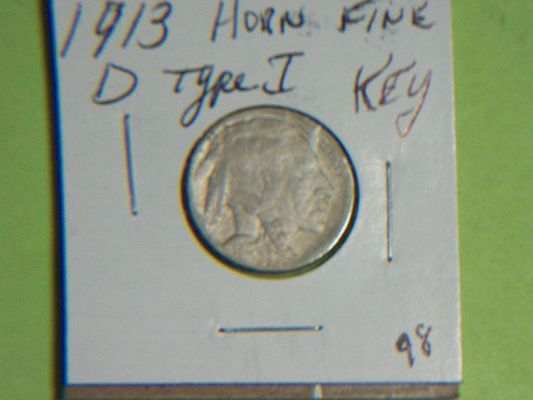 1913 HORN FINE
D Type I KEY
98